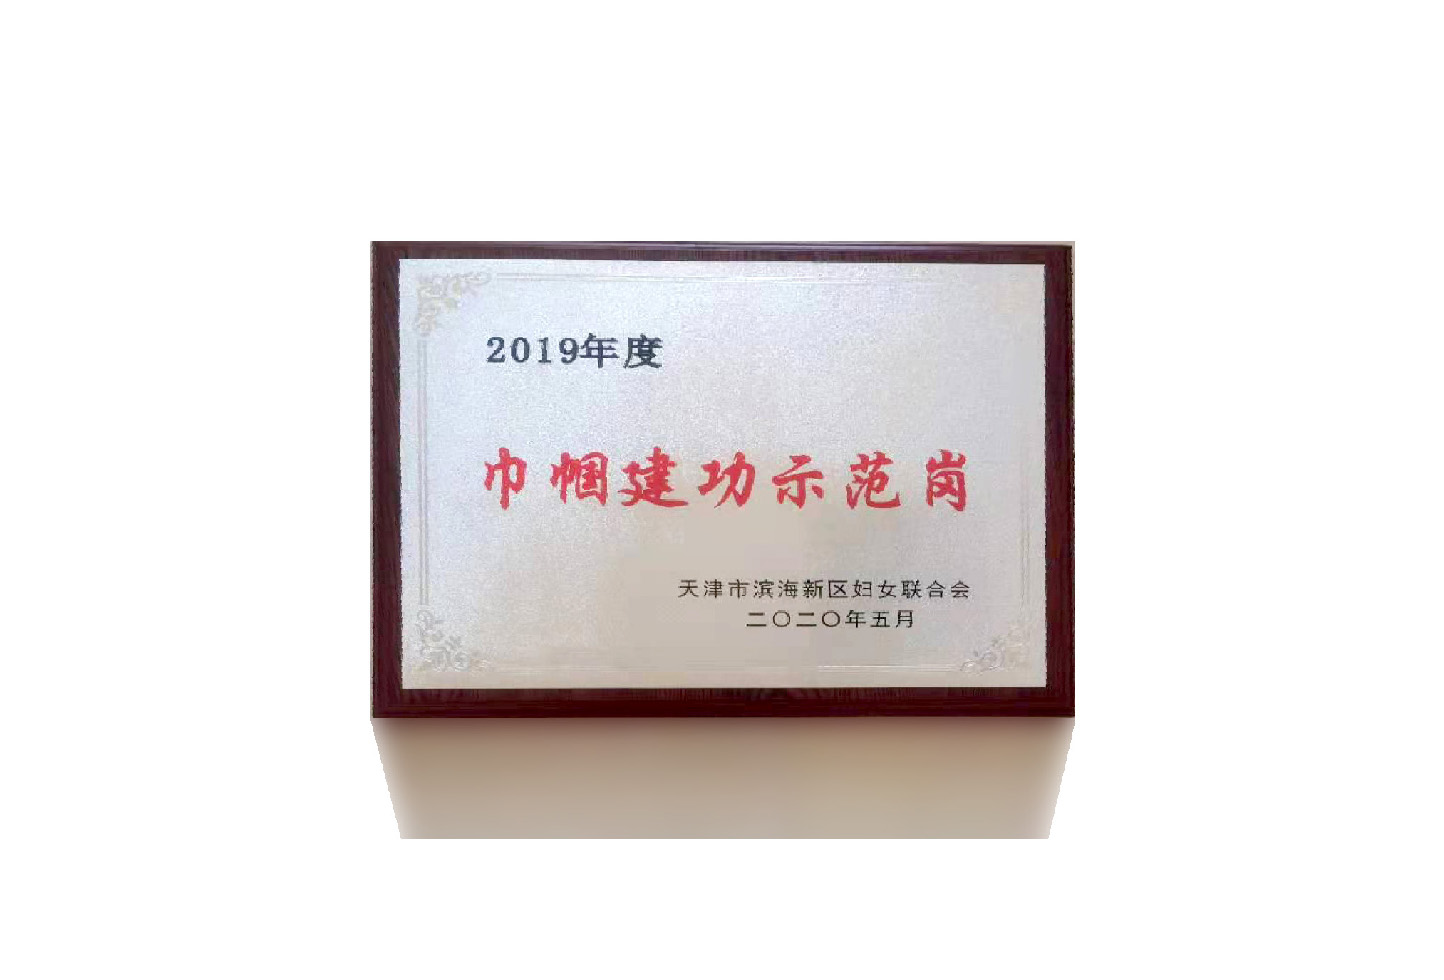 2019年度
巾帼建功示范岗
天津市滨海新区妇女联合会
二〇二〇年五月